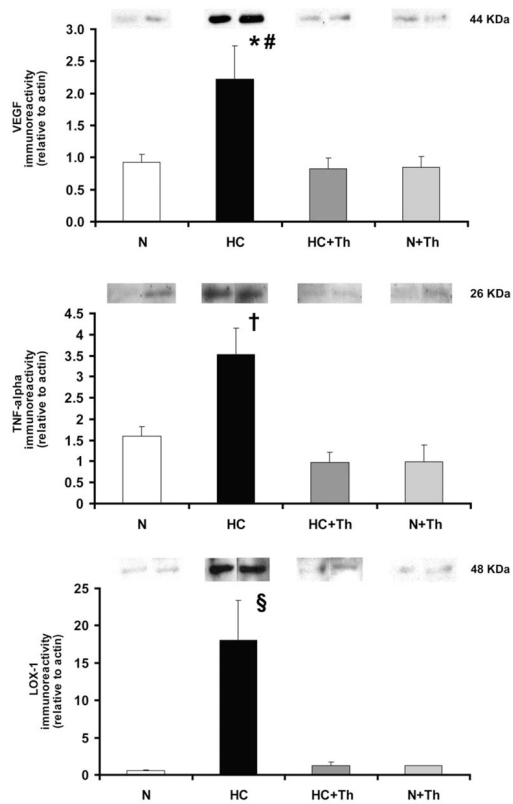 44 KDa
VEGF
immunoreactivity
(relative to actin)
3.0
2.5
2.0
1.5
1.0
0.5
0.0
*#
N HC HC+Th N+Th
26 KDa
TNF-alpha
immunoreactivity
(relative to actin)
4.5
4
3.5
3
2.5
2
1.5
1
0.5
0
†
N HC HC+Th N+Th
48 KDa
LOX-1
immunoreactivity
(relative to actin)
25
20
15
10
5
0
§
N HC HC+Th N+Th